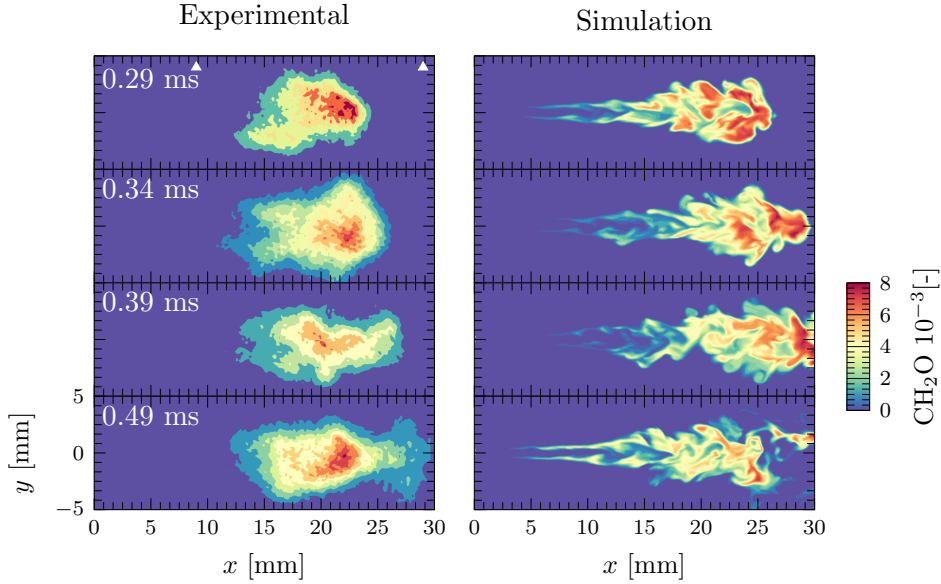 Experimental
Simulation
0.29 ms
0.34 ms
0.39 ms
0.49 ms
5
0
−5
y [mm]
0 5 10 15 20 25 30
0 5 10 15 20 25 30
x [mm]
x [mm]
8
6
4
2
0
CH₂O 10⁻³[-]